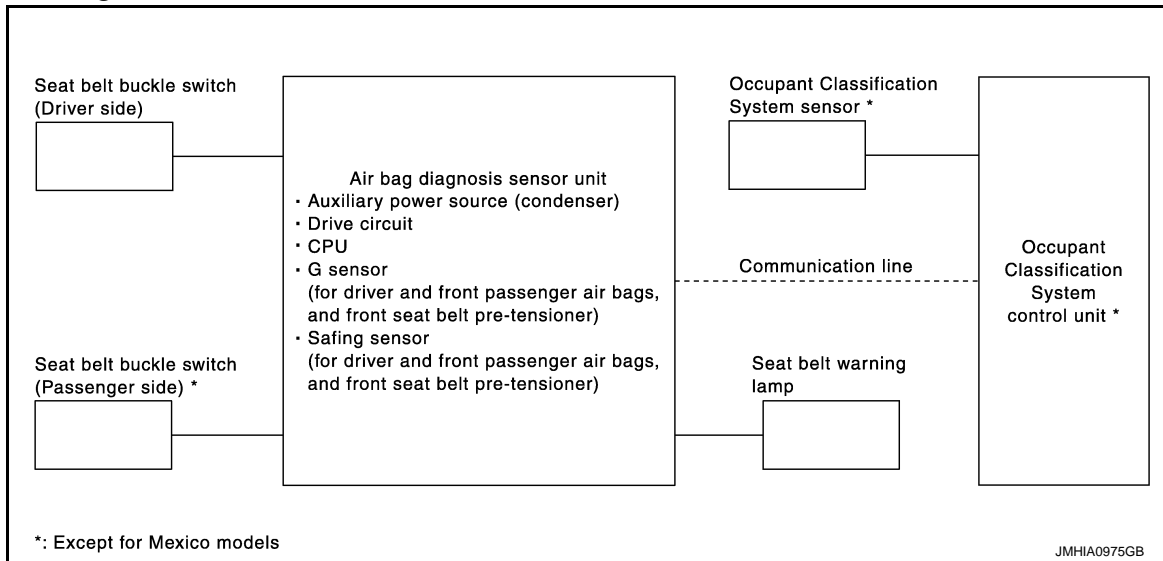 Seat belt buckle switch
(Driver side)
Seat belt buckle switch
(Passenger side) *
Air bag diagnosis sensor unit
· Auxiliary power source (condenser)
· Drive circuit
· CPU
· G sensor
(for driver and front passenger air bags,
and front seat belt pre-tensioner)
· Safing sensor
(for driver and front passenger air bags,
and front seat belt pre-tensioner)
Occupant Classification
System sensor *
Communication line
Seat belt warning
lamp
Occupant
Classification
System
control unit *
*: Except for Mexico models
JMHIA0975GB